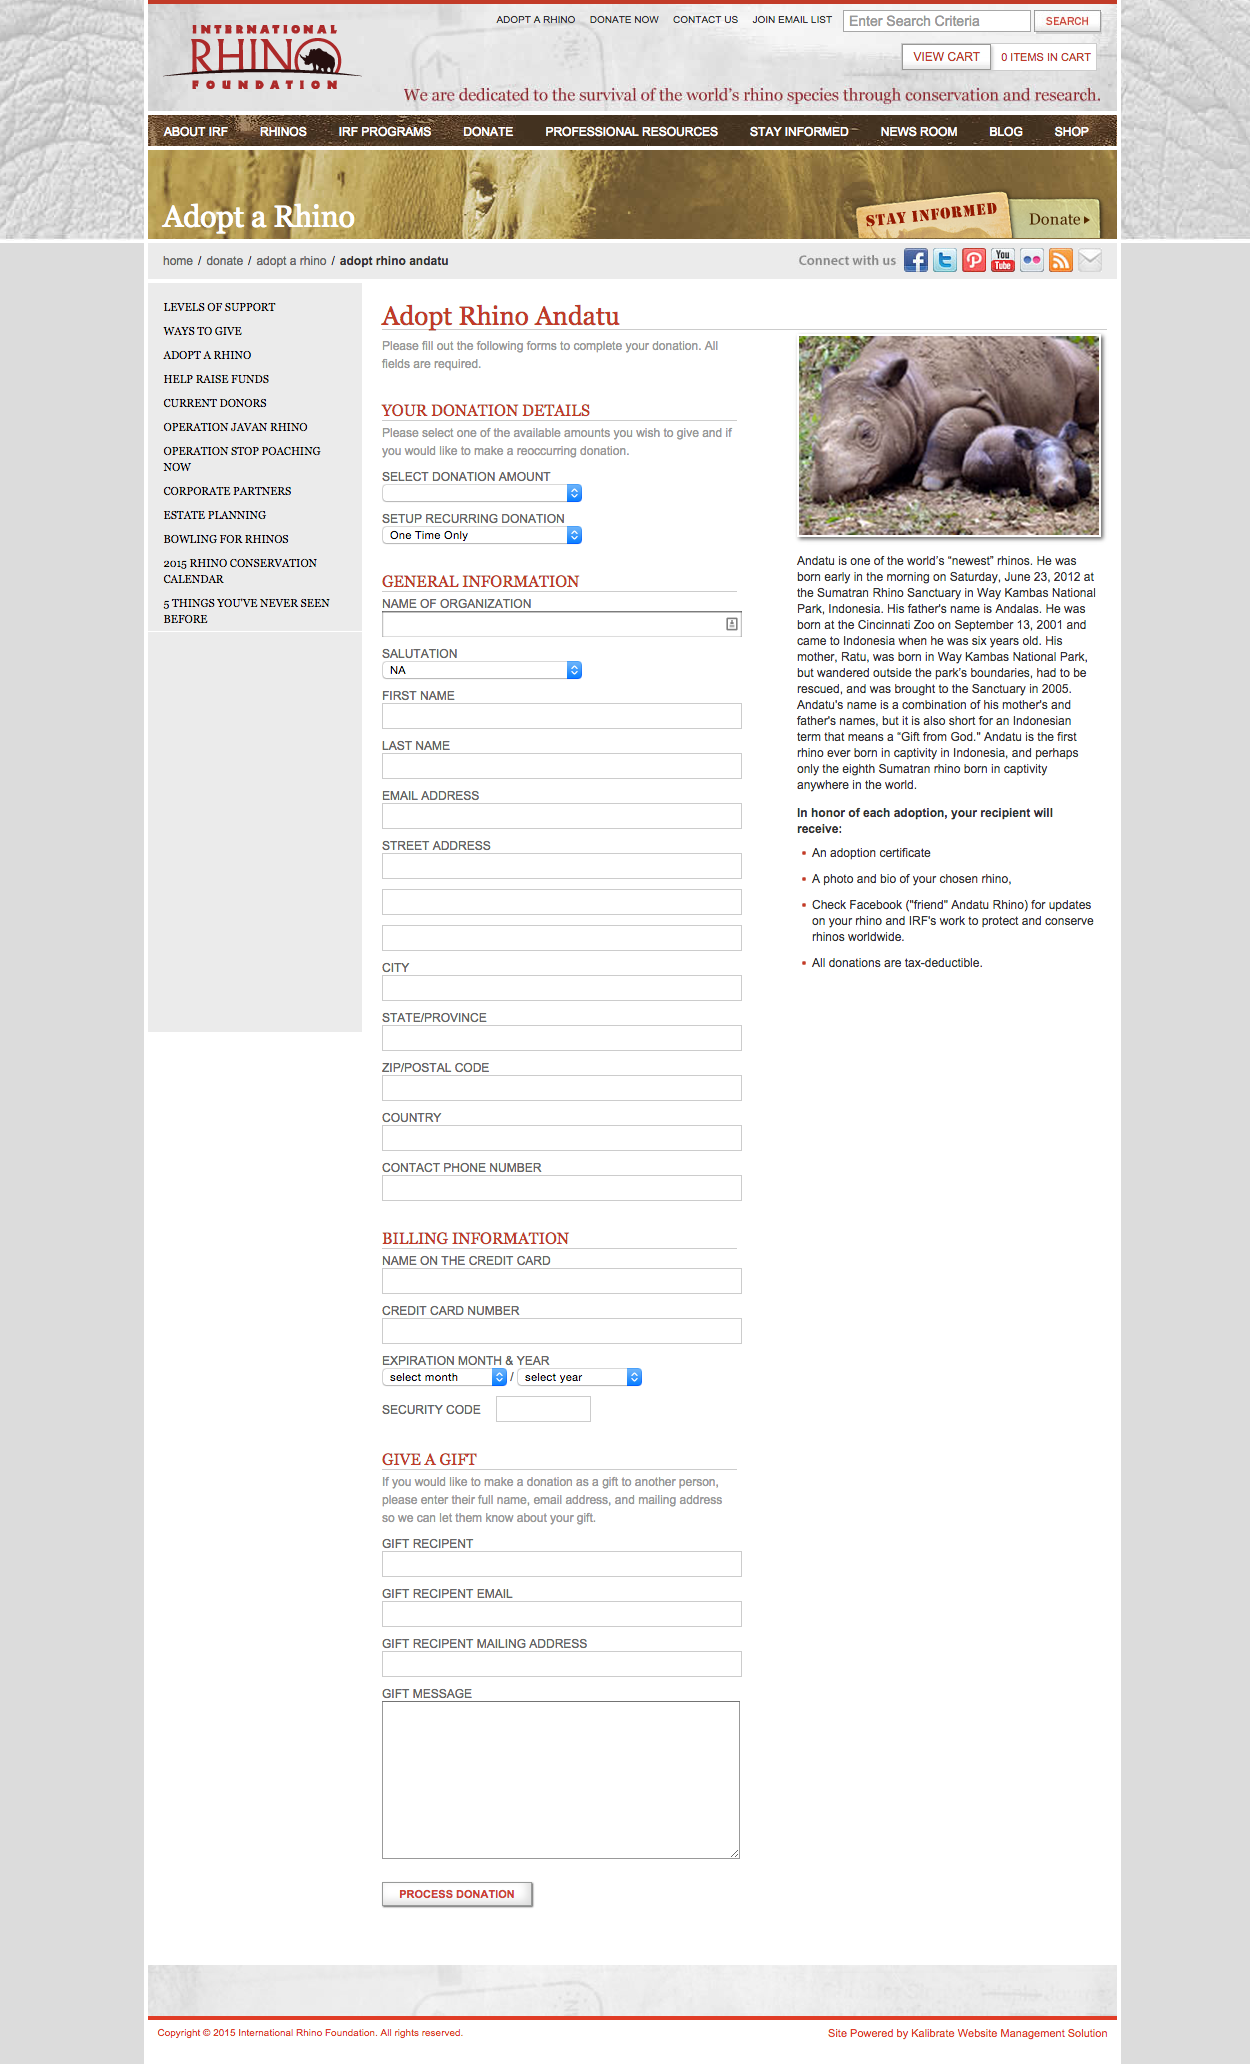 ADOPT A RHINO DONATE NOW CONTACT US JOIN EMAIL LIST Enter Search Criteria SEARCH
INTERNATIONAL
RHINO
FOUNDATION
VIEW CART 0 ITEMS IN CART
We are dedicated to the survival of the world's rhino species through conservation and research.
ABOUT IRF RHINOS IRF PROGRAMS DONATE PROFESSIONAL RESOURCES STAY INFORMED NEWS ROOM BLOG SHOP
Adopt a Rhino
STAY INFORMED
Donate
home / donate / adopt a rhino / adopt rhino andatu
Connect with us
You
Tube
LEVELS OF SUPPORT
WAYS TO GIVE
ADOPT A RHINO
HELP RAISE FUNDS
CURRENT DONORS
OPERATION JAVAN RHINO
OPERATION STOP POACHING
NOW
CORPORATE PARTNERS
ESTATE PLANNING
BOWLING FOR RHINOS
2015 RHINO CONSERVATION
CALENDAR
5 THINGS YOU'VE NEVER SEEN
BEFORE
Adopt Rhino Andatu
Please fill out the following forms to complete your donation. All
fields are required.
YOUR DONATION DETAILS
Please select one of the available amounts you wish to give and if
you would like to make a reoccurring donation.
SELECT DONATION AMOUNT
SETUP RECURRING DONATION
One Time Only
GENERAL INFORMATION
NAME OF ORGANIZATION
SALUTATION
NA
FIRST NAME
LAST NAME
EMAIL ADDRESS
STREET ADDRESS
CITY
STATE/PROVINCE
ZIP/POSTAL CODE
COUNTRY
CONTACT PHONE NUMBER
BILLING INFORMATION
NAME ON THE CREDIT CARD
CREDIT CARD NUMBER
EXPIRATION MONTH & YEAR
select month / select year
SECURITY CODE
GIVE A GIFT
If you would like to make a donation as a gift to another person,
please enter their full name, email address, and mailing address
so we can let them know about your gift.
GIFT RECIPENT
GIFT RECIPENT EMAIL
GIFT RECIPENT MAILING ADDRESS
GIFT MESSAGE
PROCESS DONATION
Andatu is one of the world's "newest" rhinos. He was
born early in the morning on Saturday, June 23, 2012 at
the Sumatran Rhino Sanctuary in Way Kambas National
Park, Indonesia. His father's name is Andalas. He was
born at the Cincinnati Zoo on September 13, 2001 and
came to Indonesia when he was six years old. His
mother, Ratu, was born in Way Kambas National Park,
but wandered outside the park's boundaries, had to be
rescued, and was brought to the Sanctuary in 2005.
Andatu's name is a combination of his mother's and
father's names, but it is also short for an Indonesian
term that means a "Gift from God." Andatu is the first
rhino ever born in captivity in Indonesia, and perhaps
only the eighth Sumatran rhino born in captivity
anywhere in the world.
In honor of each adoption, your recipient will
receive:
• An adoption certificate
• A photo and bio of your chosen rhino,
• Check Facebook ("friend" Andatu Rhino) for updates
on your rhino and IRF's work to protect and conserve
rhinos worldwide.
• All donations are tax-deductible.
Copyright © 2015 International Rhino Foundation. All rights reserved.
Site Powered by Kalibrate Website Management Solution